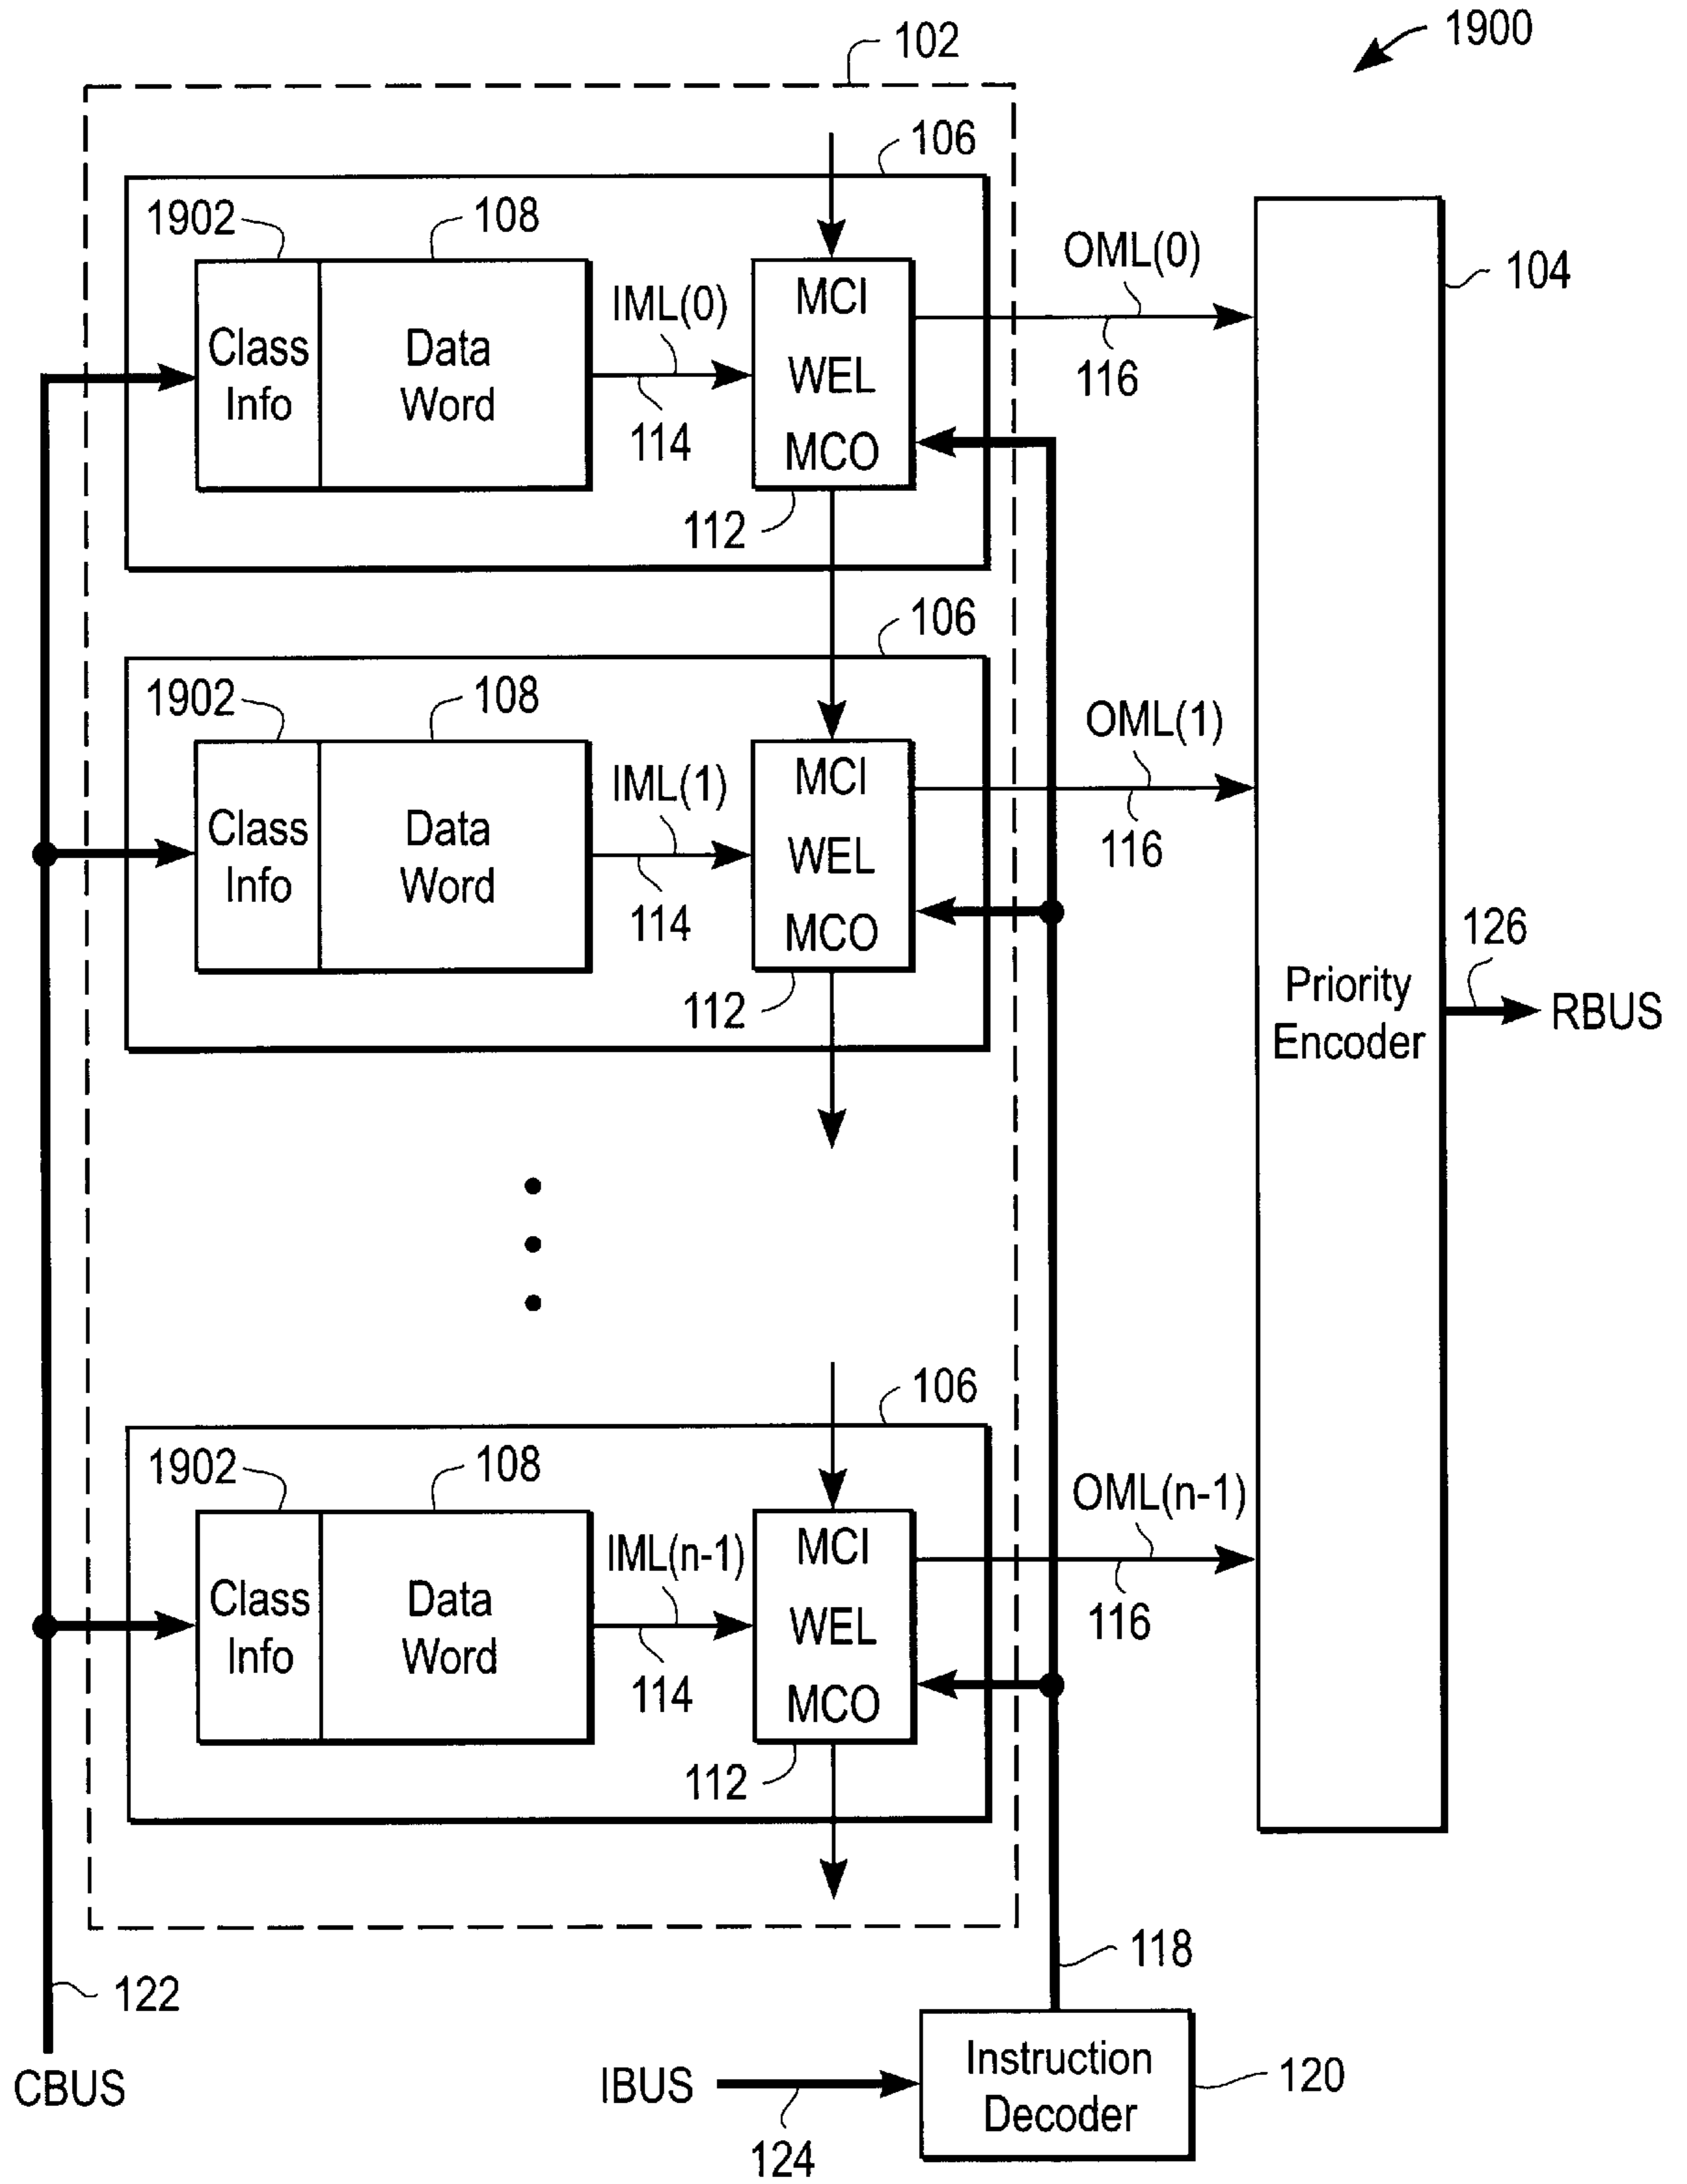 1900
102
106
1902
108
Class
Info
Data
Word
IML(0)
114
MCI
WEL
MCO
112
OML(0)
116
104
106
1902
108
Class
Info
Data
Word
IML(1)
114
MCI
WEL
MCO
112
OML(1)
116
Priority
Encoder
126
RBUS
106
1902
108
Class
Info
Data
Word
IML(n-1)
114
MCI
WEL
MCO
112
OML(n-1)
116
118
122
CBUS
IBUS
124
Instruction
Decoder
120